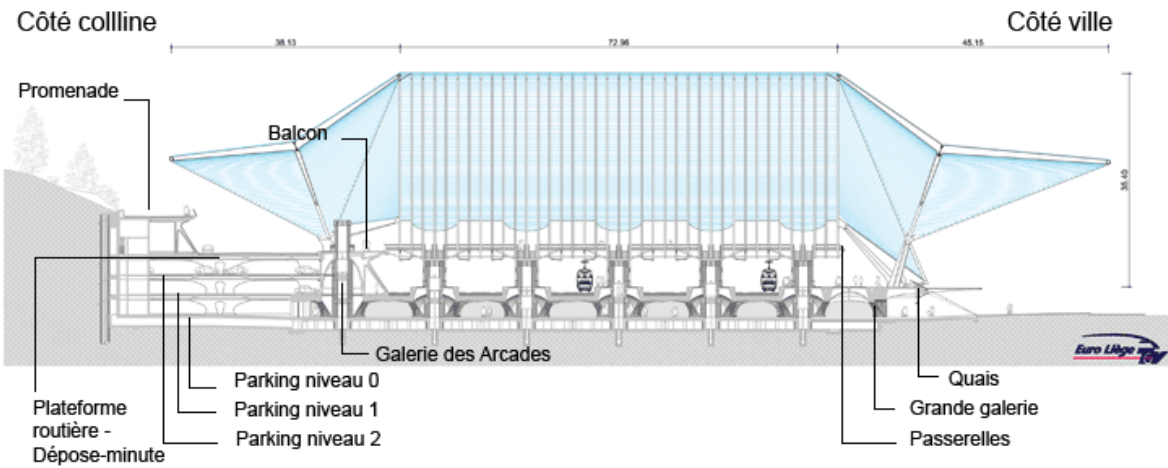 Côté collline
Côté ville
38.13
72.96
45.15
Promenade
Balcon
35.40
Galerie des Arcades
Euro Liège TGV
Parking niveau 0
Quais
Plateforme
routière -
Dépose-minute
Parking niveau 1
Grande galerie
Parking niveau 2
Passerelles